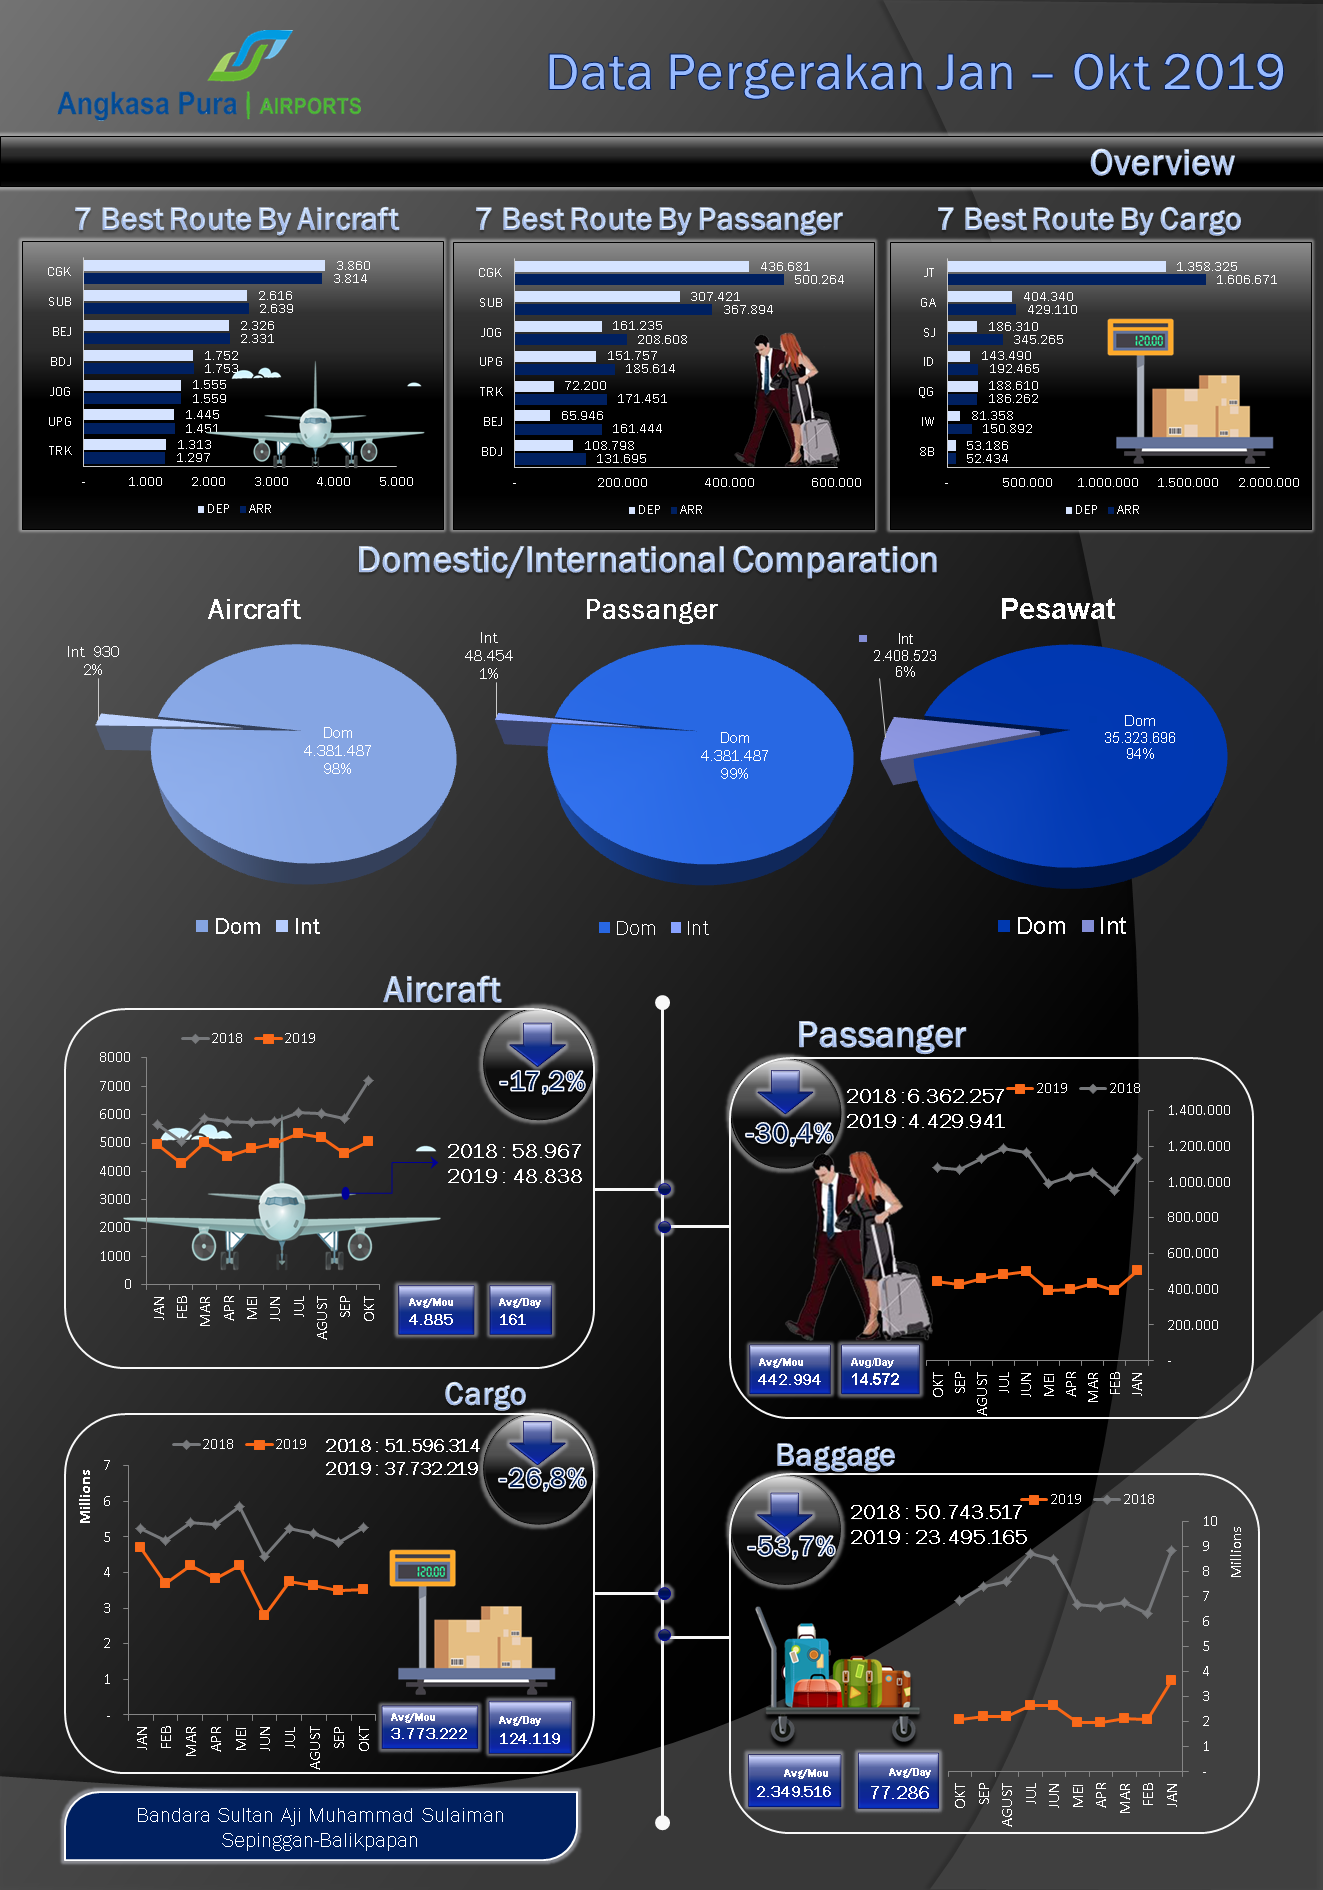 Angkasa Pura | AIRPORTS
Data Pergerakan Jan – Okt 2019
Overview
7 Best Route By Aircraft
CGK
3.860
3.814
SUB
2.616
2.639
BEJ
2.326
2.331
BDJ
1.752
1.753
JOG
1.555
1.559
UPG
1.445
1.451
TRK
1.313
1.297
- 1.000 2.000 3.000 4.000 5.000
DEP ARR
7 Best Route By Passanger
CGK
436.681
500.264
SUB
307.421
367.894
JOG
161.235
208.608
UPG
151.757
185.614
TRK
72.200
171.451
BEJ
65.946
161.444
BDJ
108.798
131.695
- 200.000 400.000 600.000
DEP ARR
7 Best Route By Cargo
JT
1.358.325
1.606.671
GA
404.340
429.110
SJ
186.310
345.265
ID
143.490
192.465
QG
188.610
186.262
IW
81.358
150.892
8B
53.186
52.434
120.00
- 500.000 1.000.000 1.500.000 2.000.000
DEP ARR
Domestic/International Comparation
Aircraft
Int 930
2%
Dom
4.381.487
98%
Dom Int
Passanger
Int
48.454
1%
Dom
4.381.487
99%
Dom Int
Pesawat
Int
2.408.523
6%
Dom
35.323.696
94%
Dom Int
Aircraft
2018 2019
-17,2%
8000
7000
6000
5000
4000
3000
2000
1000
0
JAN FEB MAR APR MEI JUN JUL AGUST SEP OKT
2018 : 58.967
2019 : 48.838
Avg/Mou
4.885
Avg/Day
161
Passanger
-30,4%
2018 :6.362.257
2019 :4.429.941
2019 2018
1.400.000
1.200.000
1.000.000
800.000
600.000
400.000
200.000
-
OKT SEP AGUST JUL JUN MEI APR MAR FEB JAN
Avg/Mou
442.994
Avg/Day
14.572
Cargo
2018 2019
2018 : 51.596.314
2019 : 37.732.219
-26,8%
Millions
7
6
5
4
3
2
1
-
JAN FEB MAR APR MEI JUN JUL AGUST SEP OKT
120.00
Avg/Mou
3.773.222
Avg/Day
124.119
Baggage
-53,7%
2018 : 50.743.517
2019 : 23.495.165
2019 2018
10
9
8
7
6
5
4
3
2
1
-
Millions
OKT SEP AGUST JUL JUN MEI APR MAR FEB JAN
Avg/Mou
2.349.516
Avg/Day
77.286
Bandara Sultan Aji Muhammad Sulaiman
Sepinggan-Balikpapan